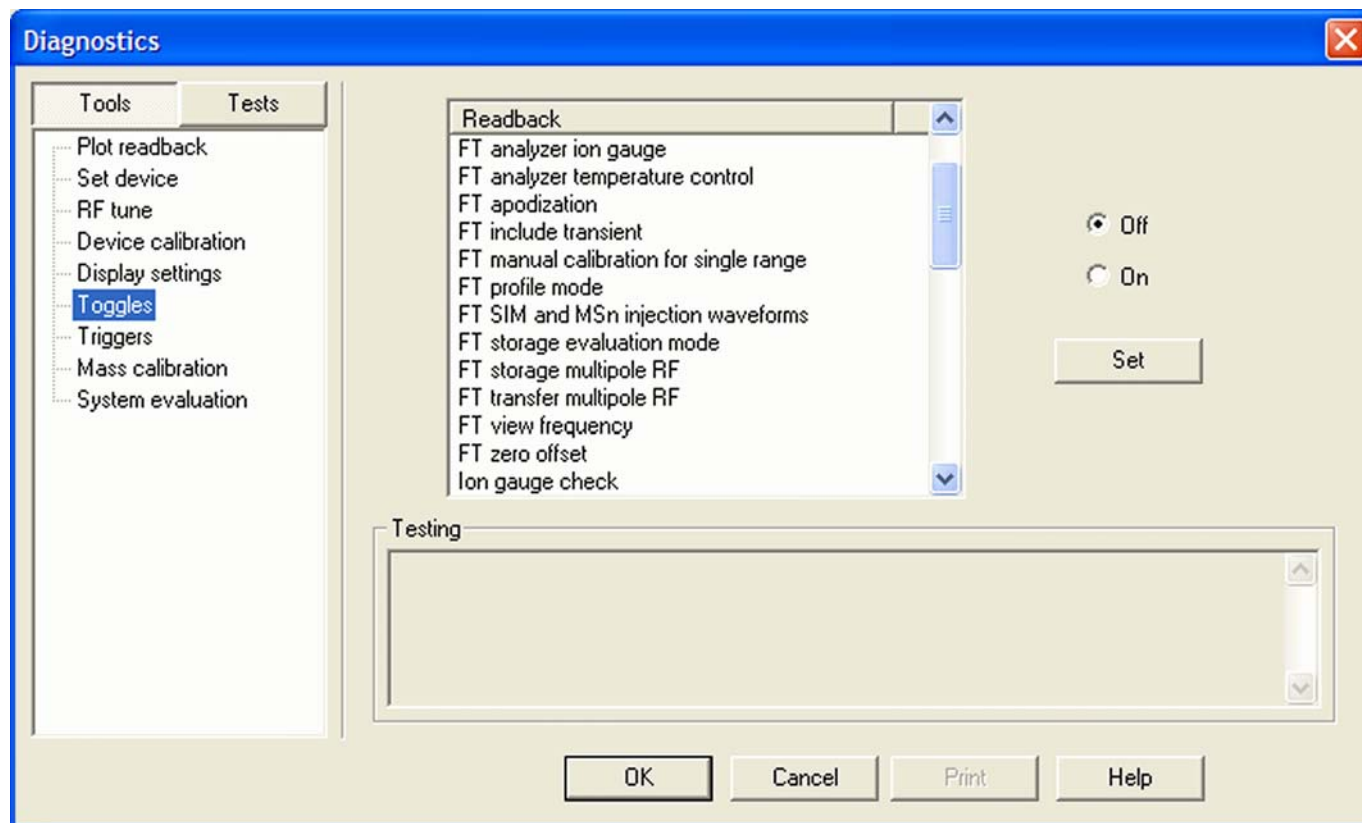 Diagnostics
Tools
Tests
Plot readback
Set device
RF tune
Device calibration
Display settings
Toggles
Triggers
Mass calibration
System evaluation
Readback
FT analyzer ion gauge
FT analyzer temperature control
FT apodization
FT include transient
FT manual calibration for single range
FT profile mode
FT SIM and MSn injection waveforms
FT storage evaluation mode
FT storage multipole RF
FT transfer multipole RF
FT view frequency
FT zero offset
Ion gauge check
Off
On
Set
Testing
OK
Cancel
Print
Help